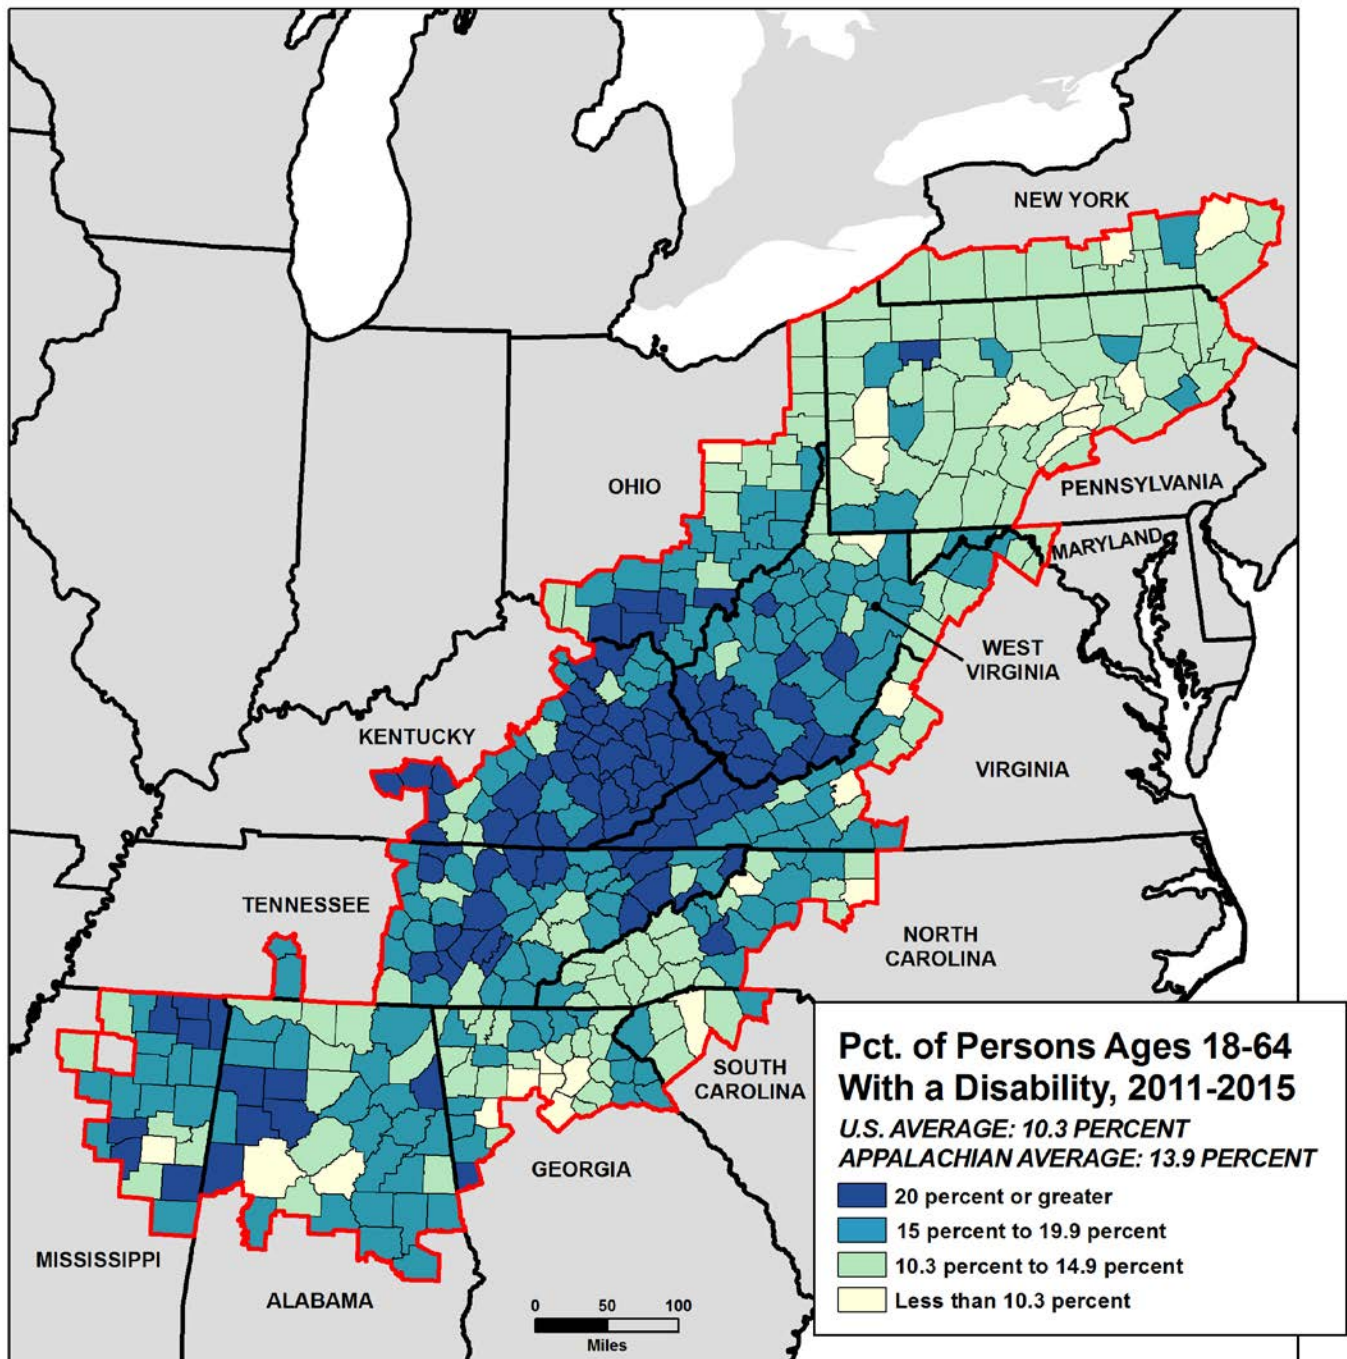 NEW YORK
OHIO
PENNSYLVANIA
MARYLAND
WEST
VIRGINIA
KENTUCKY
VIRGINIA
TENNESSEE
NORTH
CAROLINA
SOUTH
CAROLINA
GEORGIA
MISSISSIPPI
ALABAMA
0 50 100
Miles
Pct. of Persons Ages 18-64
With a Disability, 2011-2015
U.S. AVERAGE: 10.3 PERCENT
APPALACHIAN AVERAGE: 13.9 PERCENT
20 percent or greater
15 percent to 19.9 percent
10.3 percent to 14.9 percent
Less than 10.3 percent